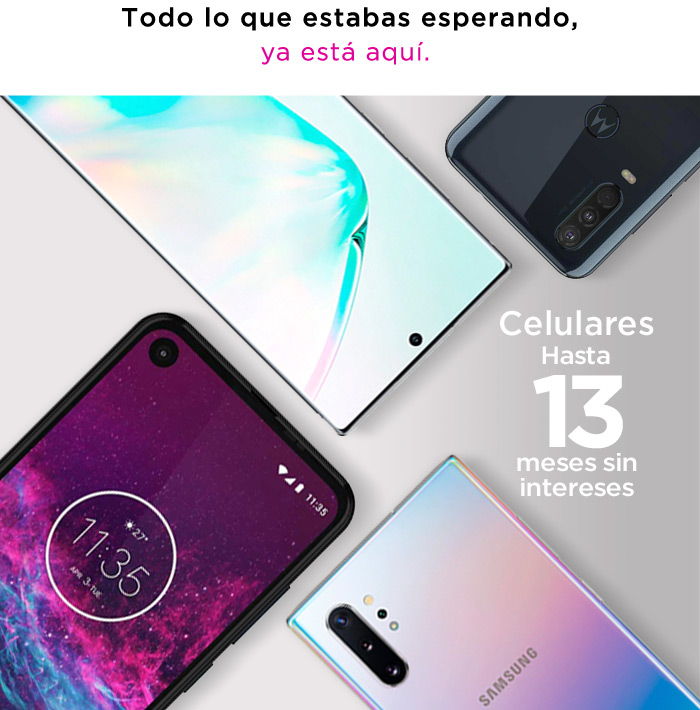 Todo lo que estabas esperando,
ya está aquí.
Celulares
Hasta
13
meses sin
intereses
11:35
27°
11:35
APR 3, TUE
SAMSUNG